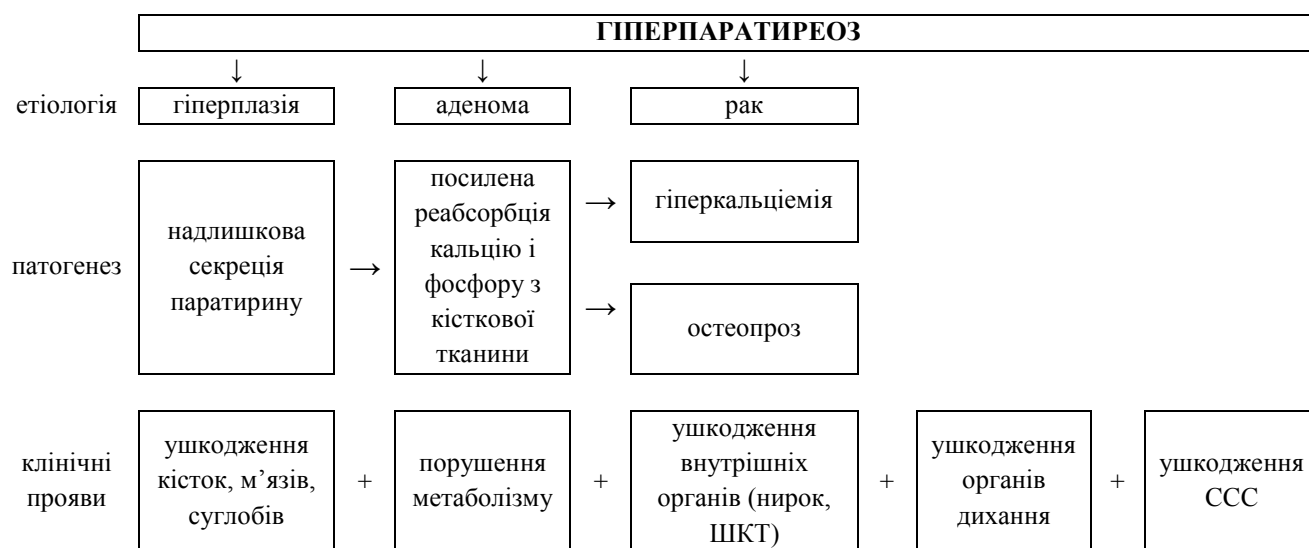 ГІПЕРПАРАТИРЕОЗ
↓ ↓ ↓
етіологія гіперплазія аденома рак
патогенез
надлишкова
секреція
паратирину
→
посилена
реабсорбція
кальцію і
фосфору з
кісткової
тканини
→
гіперкальціемія
→
остеопроз
клінічні
прояви
ушкодження
кісток, м’язів,
суглобів
+
порушення
метаболізму
+
ушкодження
внутрішніх
органів (нирок,
ШКТ)
+
ушкодження
органів
дихання
+
ушкодження
ССС